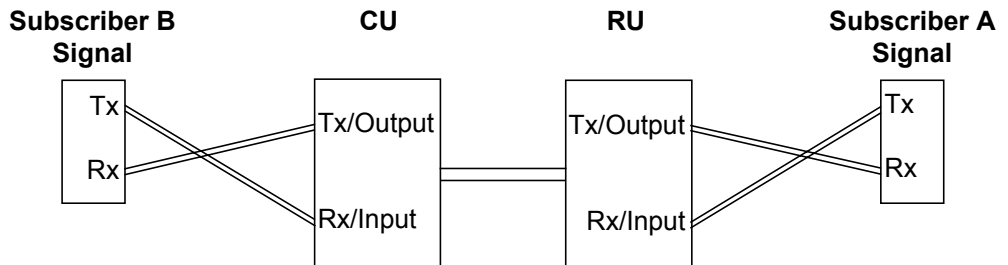 Subscriber B
Signal
CU
RU
Subscriber A
Signal
Tx
Rx
Tx/Output
Rx/Input
Tx/Output
Rx/Input
Tx
Rx